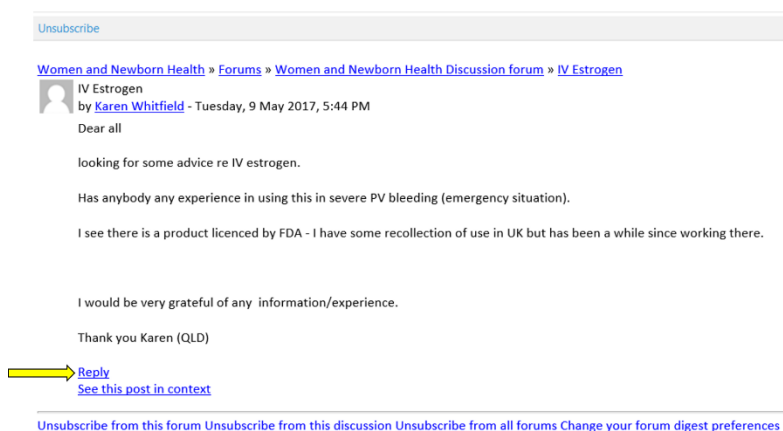 Unsubscribe
Women and Newborn Health » Forums » Women and Newborn Health Discussion forum » IV Estrogen
IV Estrogen
by Karen Whitfield - Tuesday, 9 May 2017, 5:44 PM
Dear all
looking for some advice re IV estrogen.
Has anybody any experience in using this in severe PV bleeding (emergency situation).
I see there is a product licenced by FDA - I have some recollection of use in UK but has been a while since working there.
I would be very grateful of any  information/experience.
Thank you Karen (QLD)
Reply
See this post in context
Unsubscribe from this forum Unsubscribe from this discussion Unsubscribe from all forums Change your forum digest preferences